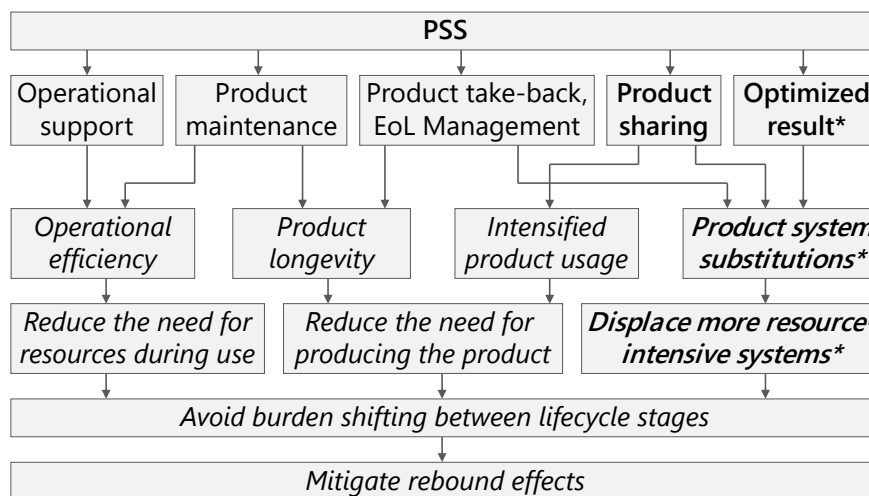 PSS
Operational
support
Product
maintenance
Product take-back,
EoL Management
Product
sharing
Optimized
result*
Operational
efficiency
Product
longevity
Intensified
product usage
Product system
substitutions*
Reduce the need for
resources during use
Reduce the need for
producing the product
Displace more resource-
intensive systems*
Avoid burden shifting between lifecycle stages
Mitigate rebound effects